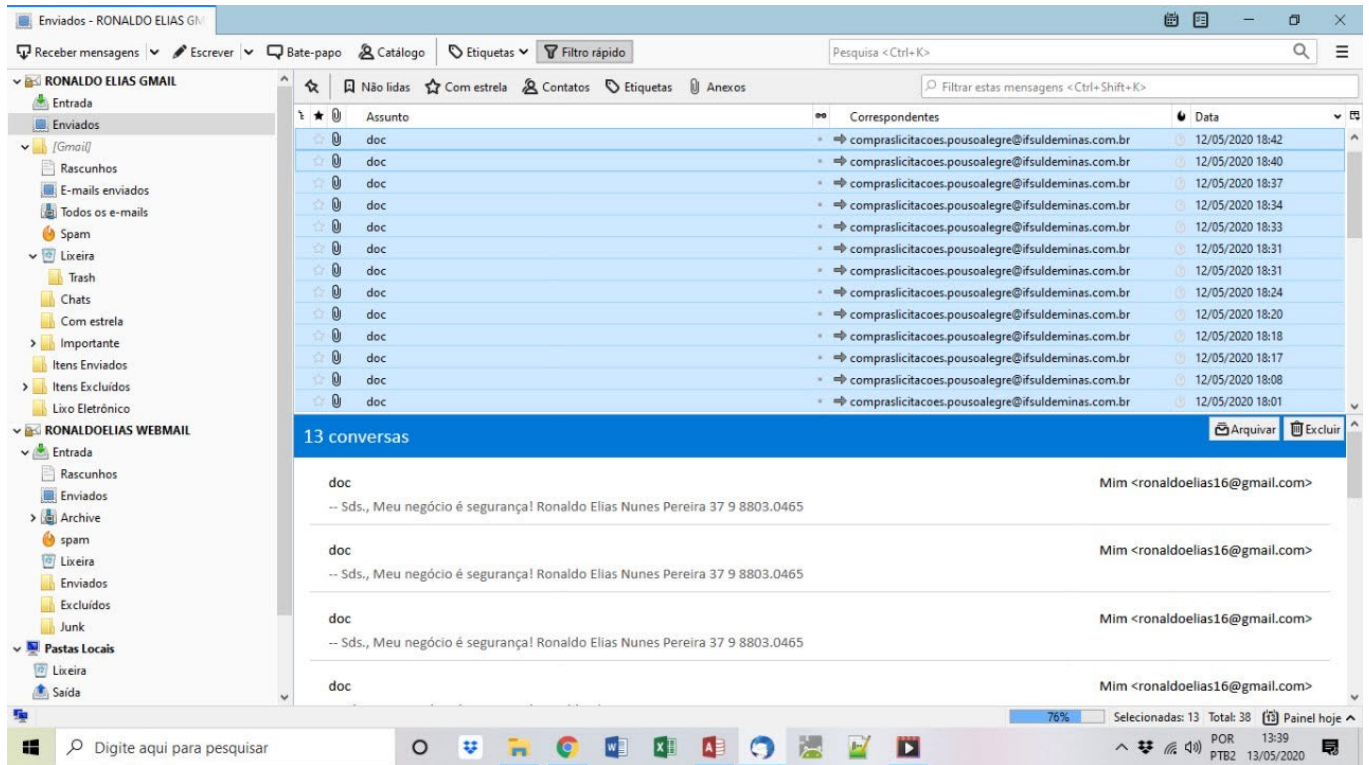 Enviados - RONALDO ELIAS GM
Receber mensagens Escrever Bate-papo Catálogo Etiquetas Filtro rápido Pesquisa <Ctrl+K>
RONALDO ELIAS GMAIL
Entrada
Enviados
[Gmail]
Rascunhos
E-mails enviados
Todos os e-mails
Spam
Lixeira
Trash
Chats
Com estrela
Importante
Itens Enviados
Itens Excluídos
Lixo Eletrônico
RONALDOELIAS WEBMAIL
Entrada
Rascunhos
Enviados
Archive
spam
Lixeira
Enviados
Excluídos
Junk
Pastas Locais
Lixeira
Saída
Não lidas Com estrela Contatos Etiquetas Anexos Filtrar estas mensagens <Ctrl+Shift+K>
Assunto Correspondentes Data
doc compraslicitacoes.pousoalegre@ifsuldeminas.com.br 12/05/2020 18:42
doc compraslicitacoes.pousoalegre@ifsuldeminas.com.br 12/05/2020 18:40
doc compraslicitacoes.pousoalegre@ifsuldeminas.com.br 12/05/2020 18:37
doc compraslicitacoes.pousoalegre@ifsuldeminas.com.br 12/05/2020 18:34
doc compraslicitacoes.pousoalegre@ifsuldeminas.com.br 12/05/2020 18:33
doc compraslicitacoes.pousoalegre@ifsuldeminas.com.br 12/05/2020 18:31
doc compraslicitacoes.pousoalegre@ifsuldeminas.com.br 12/05/2020 18:31
doc compraslicitacoes.pousoalegre@ifsuldeminas.com.br 12/05/2020 18:24
doc compraslicitacoes.pousoalegre@ifsuldeminas.com.br 12/05/2020 18:20
doc compraslicitacoes.pousoalegre@ifsuldeminas.com.br 12/05/2020 18:18
doc compraslicitacoes.pousoalegre@ifsuldeminas.com.br 12/05/2020 18:17
doc compraslicitacoes.pousoalegre@ifsuldeminas.com.br 12/05/2020 18:08
doc compraslicitacoes.pousoalegre@ifsuldeminas.com.br 12/05/2020 18:01
13 conversas Arquivar Excluir
doc Mim <ronaldoelias16@gmail.com>
-- Sds., Meu negócio é segurança! Ronaldo Elias Nunes Pereira 37 9 8803.0465
doc Mim <ronaldoelias16@gmail.com>
-- Sds., Meu negócio é segurança! Ronaldo Elias Nunes Pereira 37 9 8803.0465
doc Mim <ronaldoelias16@gmail.com>
-- Sds., Meu negócio é segurança! Ronaldo Elias Nunes Pereira 37 9 8803.0465
doc Mim <ronaldoelias16@gmail.com>
76% Selecionadas: 13 Total: 38 Painel hoje
Digite aqui para pesquisar
POR 13:39
PTB2 13/05/2020